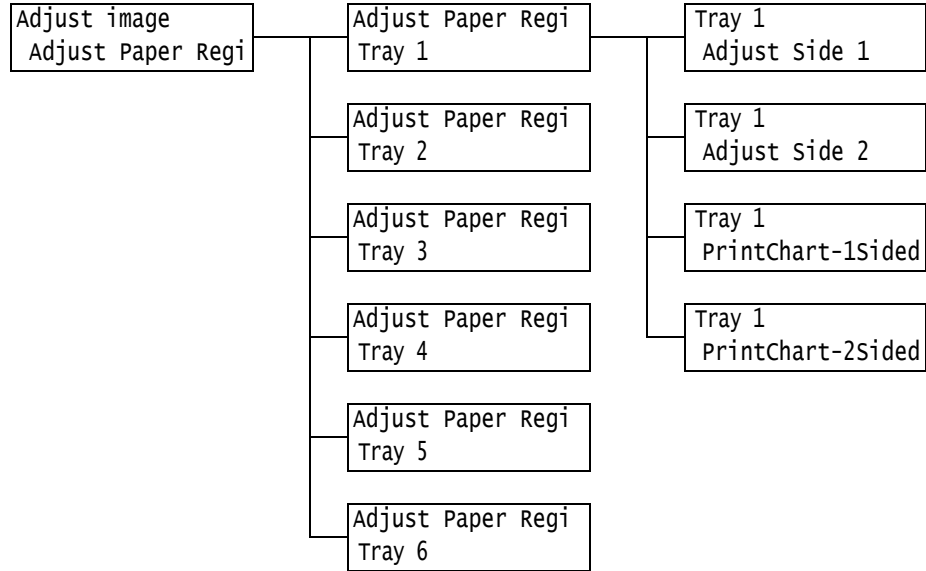 Adjust image
Adjust Paper Regi
Adjust Paper Regi
Tray 1
Adjust Paper Regi
Tray 2
Adjust Paper Regi
Tray 3
Adjust Paper Regi
Tray 4
Adjust Paper Regi
Tray 5
Adjust Paper Regi
Tray 6
Tray 1
Adjust Side 1
Tray 1
Adjust Side 2
Tray 1
PrintChart-1Sided
Tray 1
PrintChart-2Sided